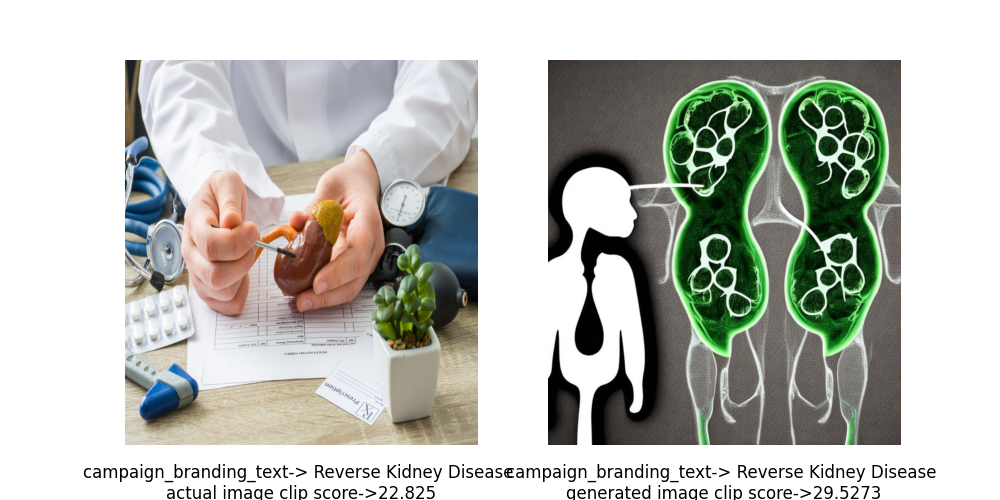 Prescription
campaign_branding_text-> Reverse Kidney Disease
actual image clip score->22.825
campaign_branding_text-> Reverse Kidney Disease
generated image clip score->29.5273